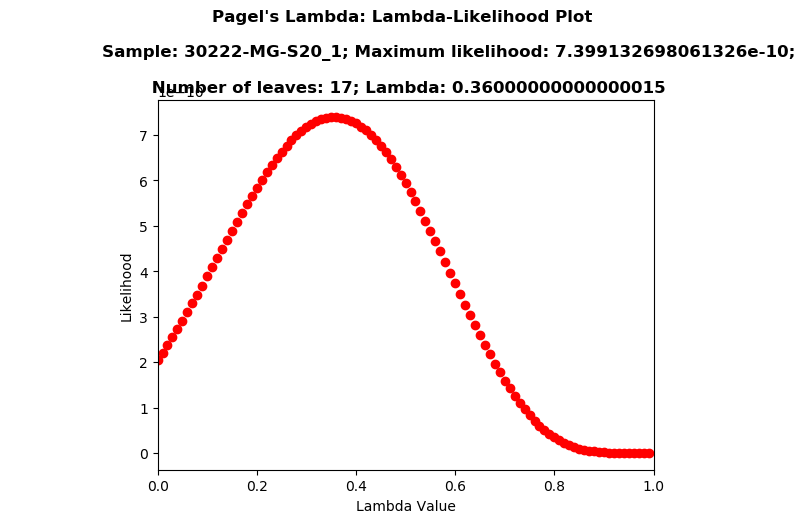 Pagel's Lambda: Lambda-Likelihood Plot
Sample: 30222-MG-S20_1; Maximum likelihood: 7.399132698061326e-10;
Number of leaves: 17; Lambda: 0.36000000000000015
1e−10
7
6
5
4
3
2
1
0
Likelihood
0.0 0.2 0.4 0.6 0.8 1.0
Lambda Value